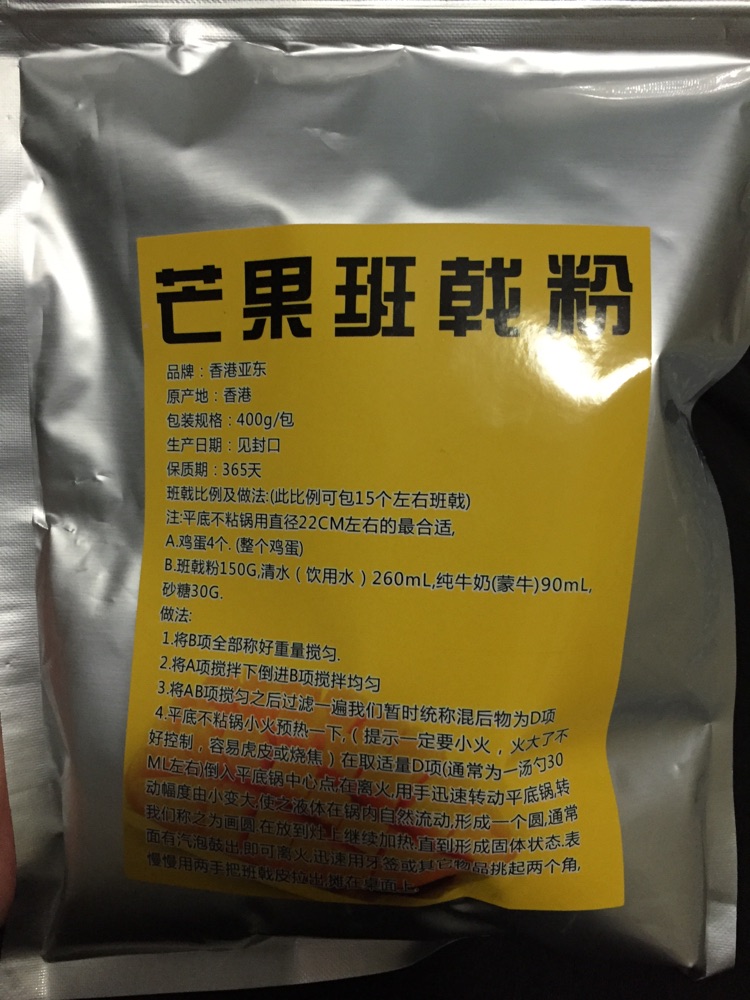 芒果班戟粉
品牌：香港亚东
原产地：香港
包装规格：400g/包
生产日期：见封口
保质期：365天
班戟比例及做法:(此比例可包15个左右班戟)
注:平底不粘锅用直径22CM左右的最合适,
A.鸡蛋4个. (整个鸡蛋)
B.班戟粉150G,清水（饮用水）260mL,纯牛奶(蒙牛)90mL,
砂糖30G.
做法:
1.将B项全部称好重量搅匀.
2.将A项搅拌下倒进B项搅拌均匀
3.将AB项搅匀之后过滤一遍我们暂时统称混后物为D项
4.平底不粘锅小火预热一下,（提示一定要小火，火大了不
好控制，容易虎皮或烧焦）在取适量D项(通常为一汤勺30
ML左右)倒入平底锅中心点.在离火,用手迅速转动平底锅,转
动幅度由小变大,使之液体在锅内自然流动,形成一个圆,通常
我们称之为画圆.在放到灶上继续加热.直到形成固体状态.表
面有汽泡鼓出,即可离火.迅速用牙签或其它物品挑起两个角,
慢慢用两手把班戟皮拉出,摊在桌面上.